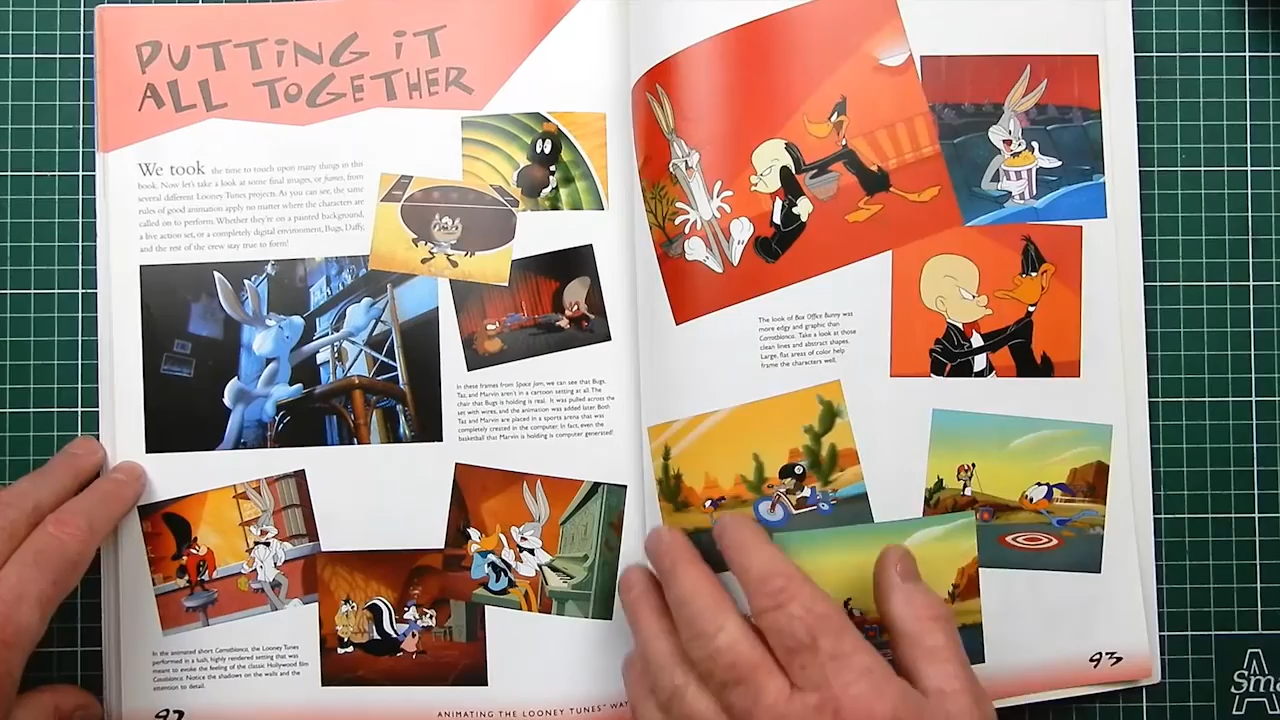 PUTTING iT
ALL TOGETHER
We took the time to touch upon many things in this
book. Now let's take a look at some final images, or frames, from
several different Looney Tunes projects. As you can see, the same
rules of good animation apply no matter where the characters are
called on to perform. Whether they're on a painted background,
a live action set, or a completely digital environment, Bugs, Daffy,
and the rest of the crew stay true to form!
In these frames from Space Jam, we can see that Bugs,
Taz, and Marvin aren't in a cartoon setting at all. The
chair that Bugs is holding is real. It was pulled across the
set with wires, and the animation was added later. Both
Taz and Marvin are placed in a sports arena that was
completely created in the computer. In fact, even the
basketball that Marvin is holding is computer generated!
In the animated short Carrotblanca, the Looney Tunes
performed in a lush, highly rendered setting that was
meant to evoke the feeling of the classic Hollywood film
Casablanca. Notice the shadows on the walls and the
attention to detail.
92
ANIMATING THE LOONEY TUNES™ WAY
The look of Box Office Bunny was
more edgy and graphic than
Carrotblanca. Take a look at those
clean lines and abstract shapes.
Large, flat areas of color help
frame the characters well.
93
A
Sma